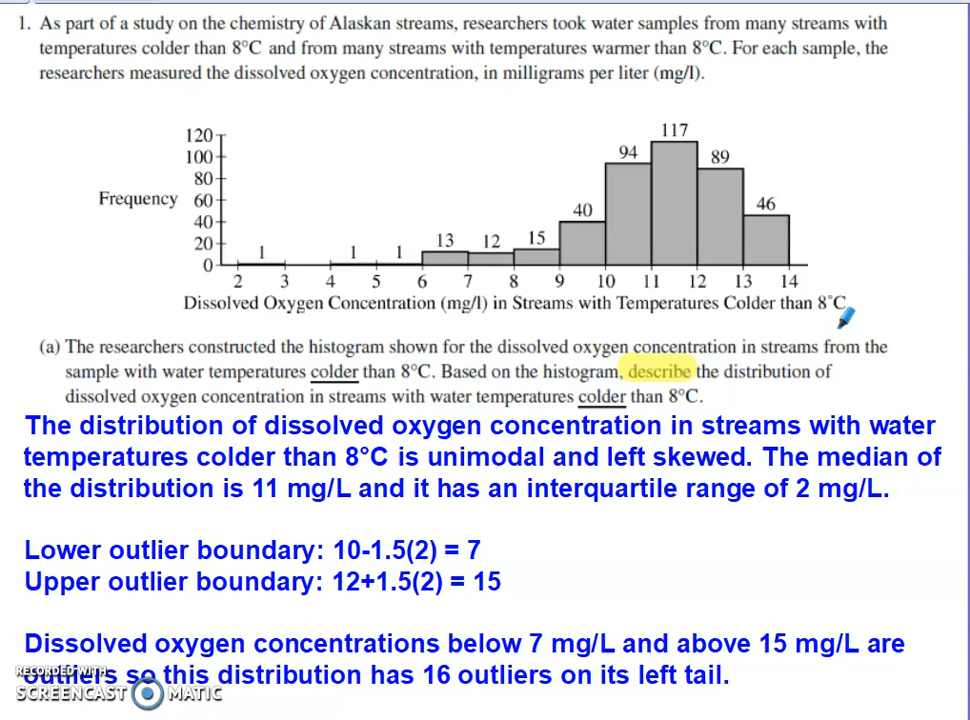 1. As part of a study on the chemistry of Alaskan streams, researchers took water samples from many streams with
temperatures colder than 8°C and from many streams with temperatures warmer than 8°C. For each sample, the
researchers measured the dissolved oxygen concentration, in milligrams per liter (mg/l).
117
120
100
94
89
80
Frequency 60
46
40
40
20
13 12 15
1 1 1
0
2 3 4 5 6 7 8 9 10 11 12 13 14
Dissolved Oxygen Concentration (mg/l) in Streams with Temperatures Colder than 8°C
(a) The researchers constructed the histogram shown for the dissolved oxygen concentration in streams from the
sample with water temperatures colder than 8°C. Based on the histogram, describe the distribution of
dissolved oxygen concentration in streams with water temperatures colder than 8°C.
The distribution of dissolved oxygen concentration in streams with water
temperatures colder than 8°C is unimodal and left skewed. The median of
the distribution is 11 mg/L and it has an interquartile range of 2 mg/L.
Lower outlier boundary: 10-1.5(2) = 7
Upper outlier boundary: 12+1.5(2) = 15
Dissolved oxygen concentrations below 7 mg/L and above 15 mg/L are
outliers so this distribution has 16 outliers on its left tail.
RECORDED WITH
SCREENCAST MATIC